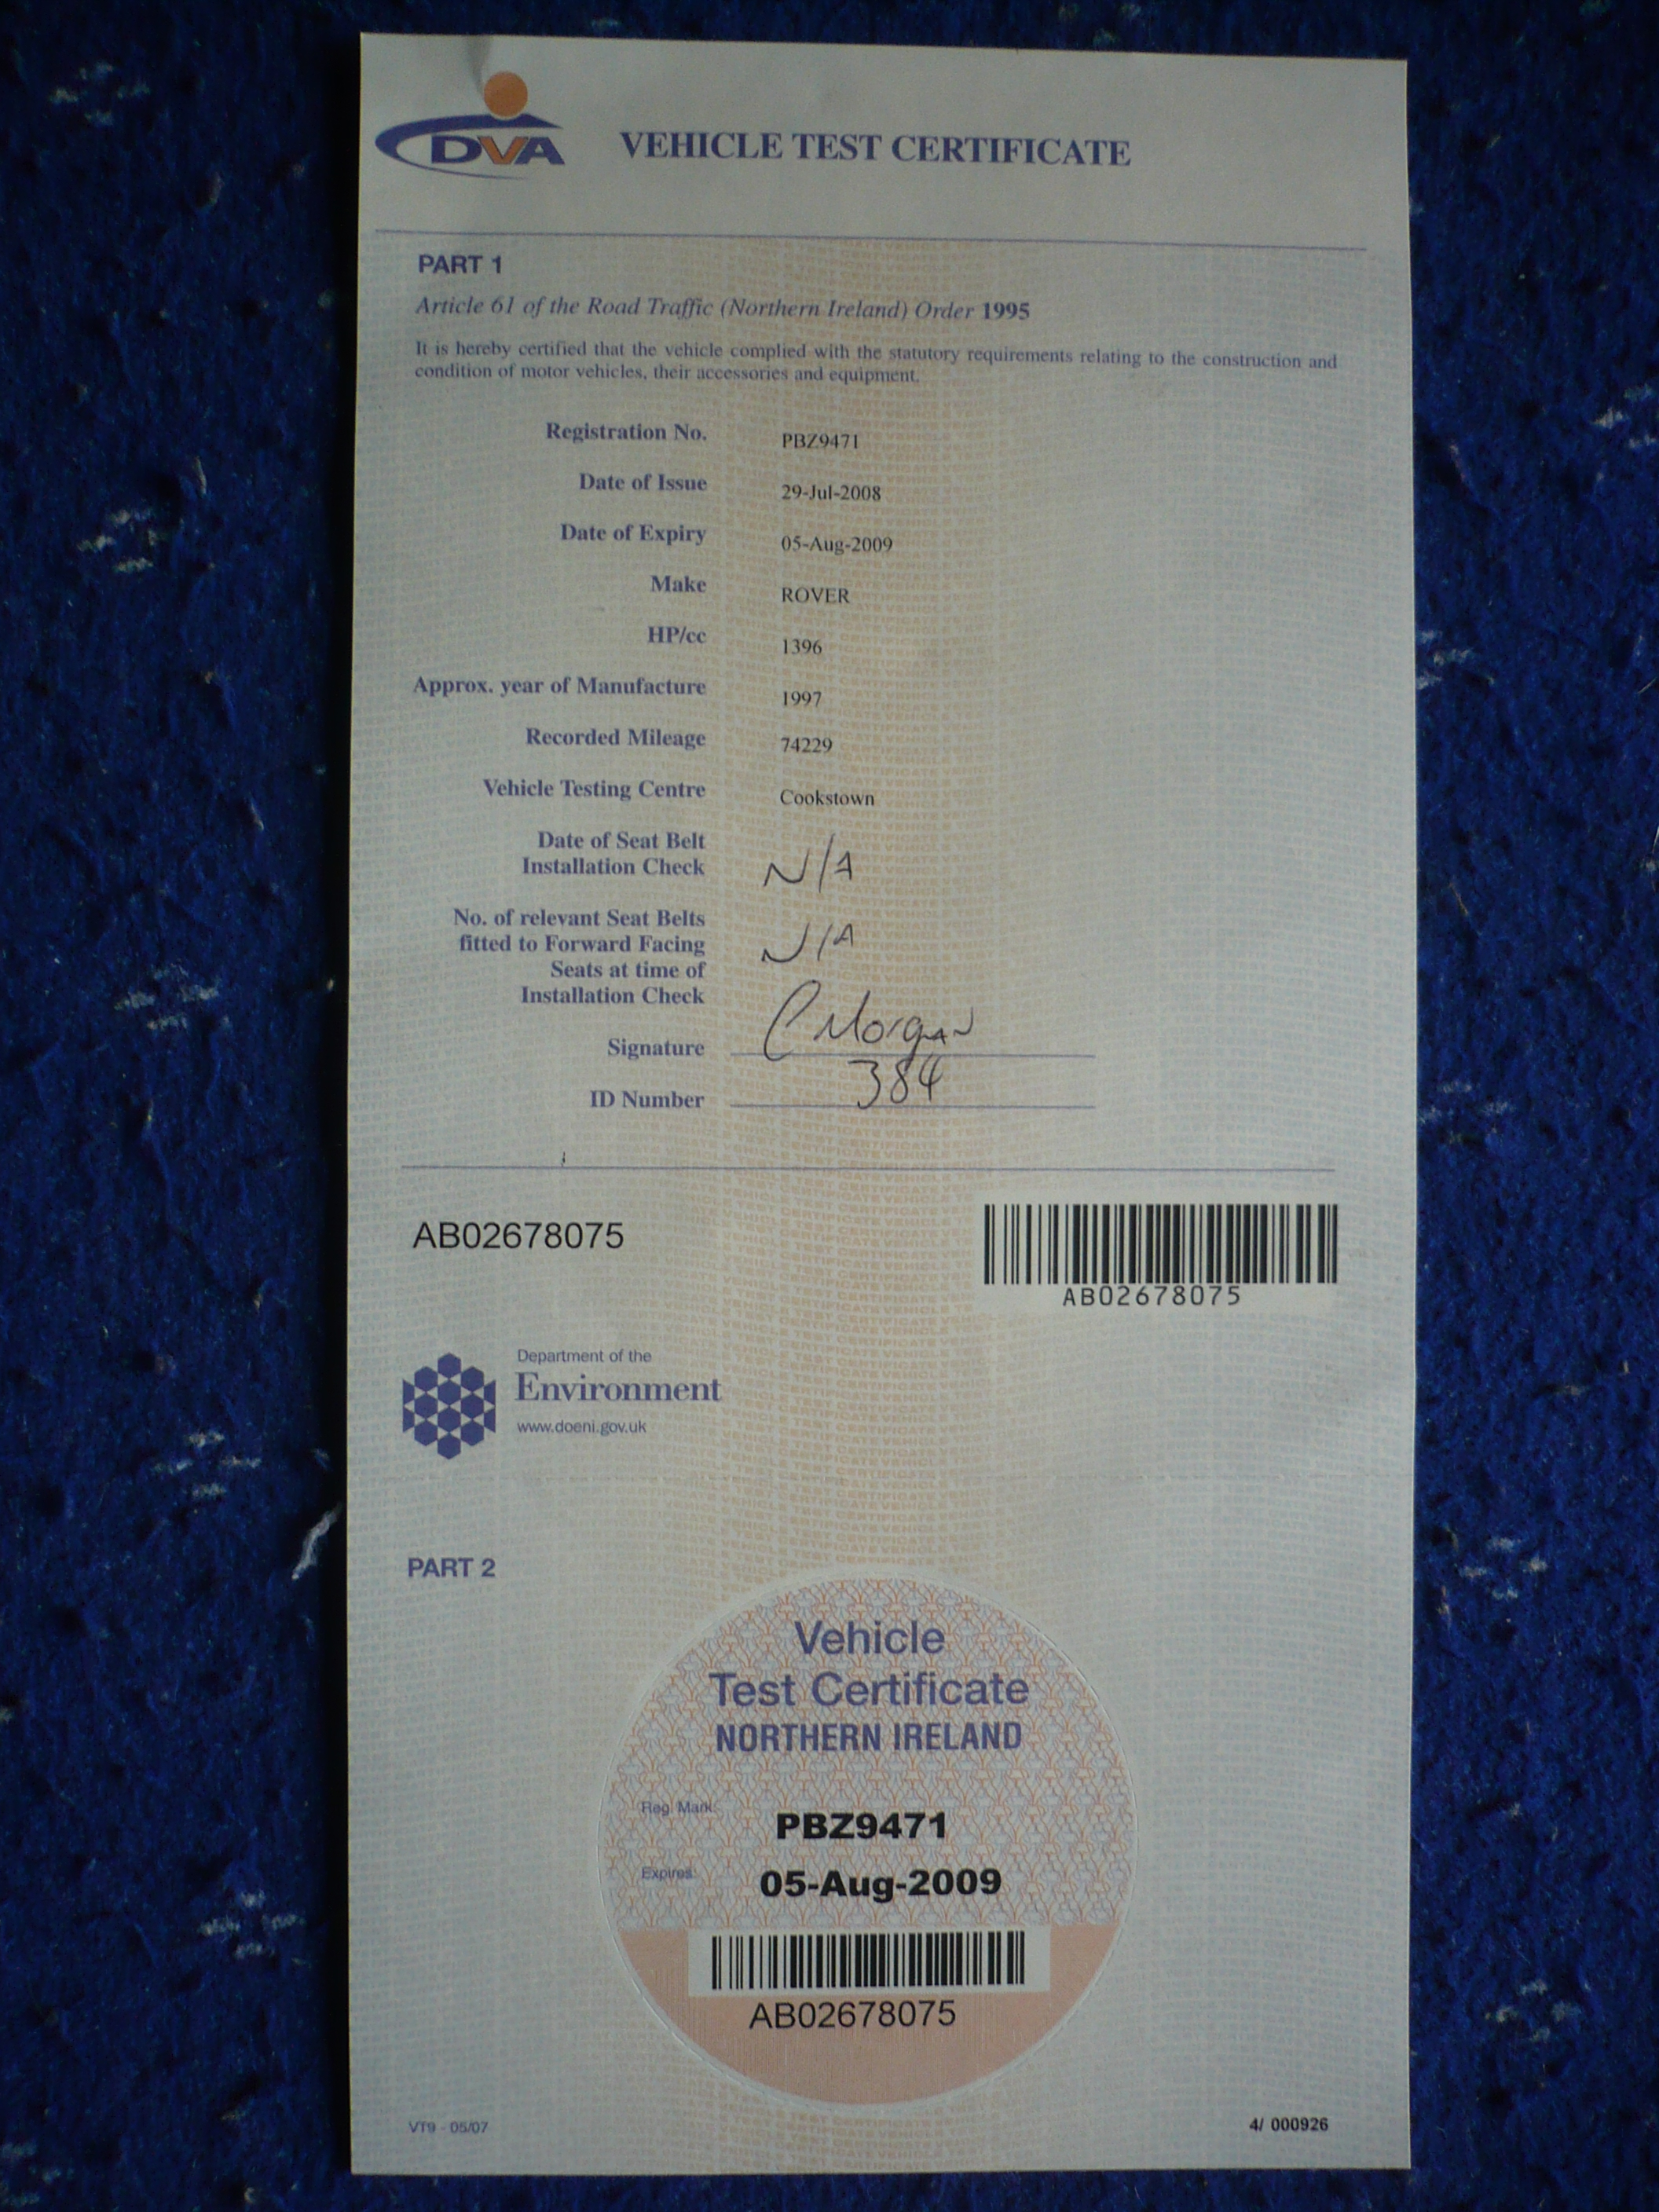 DVA
VEHICLE TEST CERTIFICATE
PART 1
Article 61 of the Road Traffic (Northern Ireland) Order 1995
It is hereby certified that the vehicle complied with the statutory requirements relating to the construction and
condition of motor vehicles, their accessories and equipment.
Registration No. PBZ9471
Date of Issue 29-Jul-2008
Date of Expiry 05-Aug-2009
Make ROVER
HP/cc 1396
Approx. year of Manufacture 1997
Recorded Mileage 74229
Vehicle Testing Centre Cookstown
Date of Seat Belt
Installation Check N/A
No. of relevant Seat Belts
fitted to Forward Facing N/A
Seats at time of
Installation Check
Signature C Morgan
ID Number 384
AB02678075
AB02678075
Department of the
Environment
www.doeni.gov.uk
PART 2
Vehicle
Test Certificate
NORTHERN IRELAND
Reg. Mark: PBZ9471
Expires: 05-Aug-2009
AB02678075
VT9 - 05/07
4/ 000926